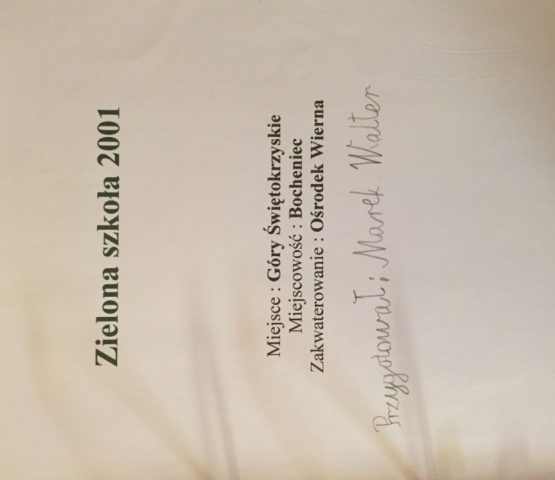 Zielona szkoła 2001
Miejsce : Góry Świętokrzyskie
Miejscowość : Bocheniec
Zakwaterowanie : Ośrodek Wierna
Przygotował: Marek Walter